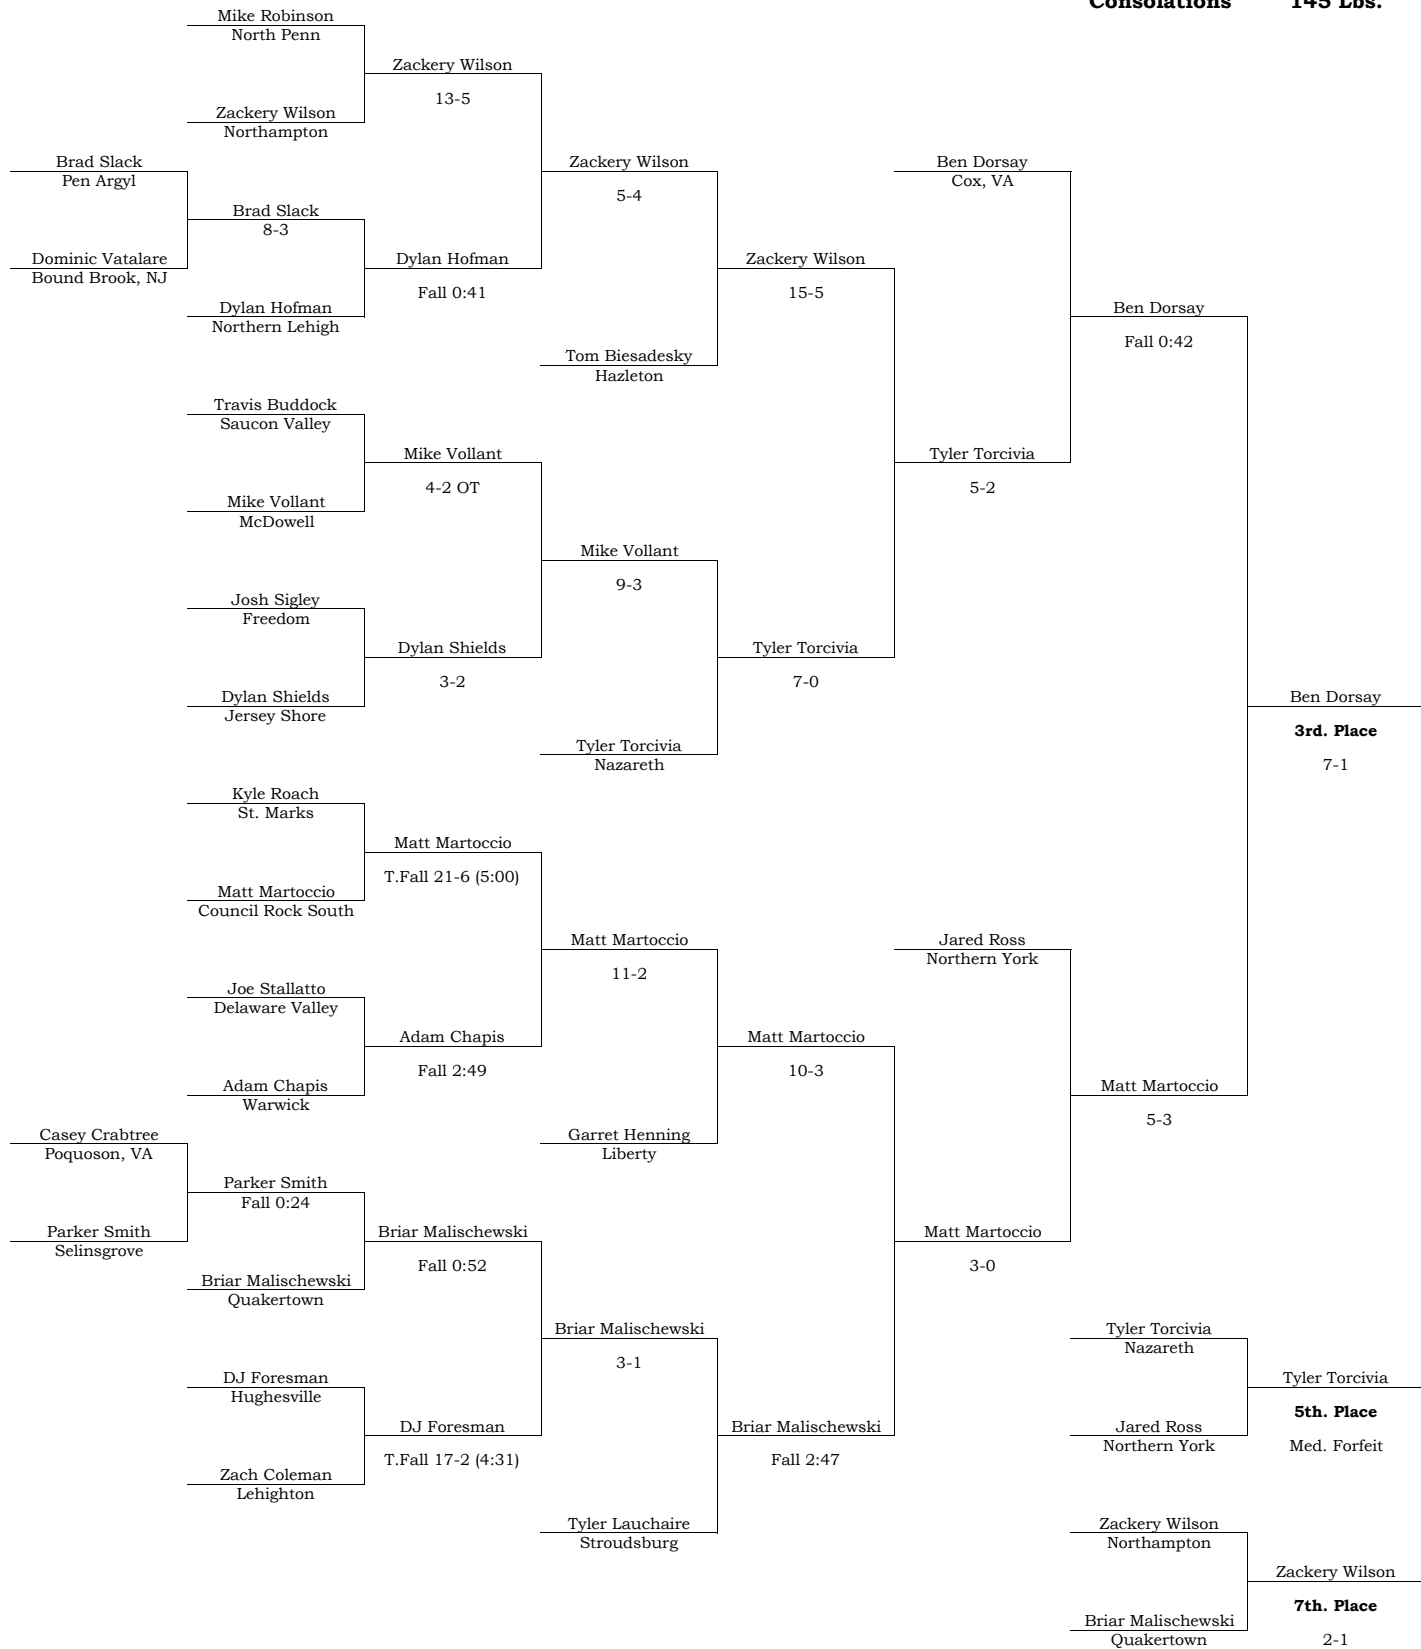 Consolations 145 Lbs.
Mike Robinson
North Penn
Zackery Wilson
13-5
Zackery Wilson
Northampton
Brad Slack
Pen Argyl
Zackery Wilson
5-4
Ben Dorsay
Cox, VA
Brad Slack
8-3
Dominic Vatalare
Bound Brook, NJ
Dylan Hofman
Fall 0:41
Zackery Wilson
15-5
Dylan Hofman
Northern Lehigh
Ben Dorsay
Fall 0:42
Tom Biesadesky
Hazleton
Travis Buddock
Saucon Valley
Mike Vollant
4-2 OT
Tyler Torcivia
5-2
Mike Vollant
McDowell
Mike Vollant
9-3
Josh Sigley
Freedom
Dylan Shields
3-2
Tyler Torcivia
7-0
Dylan Shields
Jersey Shore
Ben Dorsay
3rd. Place
7-1
Tyler Torcivia
Nazareth
Kyle Roach
St. Marks
Matt Martoccio
T.Fall 21-6 (5:00)
Matt Martoccio
Council Rock South
Matt Martoccio
11-2
Jared Ross
Northern York
Joe Stallatto
Delaware Valley
Adam Chapis
Fall 2:49
Matt Martoccio
10-3
Adam Chapis
Warwick
Matt Martoccio
5-3
Casey Crabtree
Poquoson, VA
Garret Henning
Liberty
Parker Smith
Fall 0:24
Parker Smith
Selinsgrove
Briar Malischewski
Fall 0:52
Matt Martoccio
3-0
Briar Malischewski
Quakertown
Briar Malischewski
3-1
Tyler Torcivia
Nazareth
DJ Foresman
Hughesville
Tyler Torcivia
5th. Place
Med. Forfeit
DJ Foresman
T.Fall 17-2 (4:31)
Briar Malischewski
Fall 2:47
Jared Ross
Northern York
Zach Coleman
Lehighton
Tyler Lauchaire
Stroudsburg
Zackery Wilson
Northampton
Zackery Wilson
7th. Place
2-1
Briar Malischewski
Quakertown